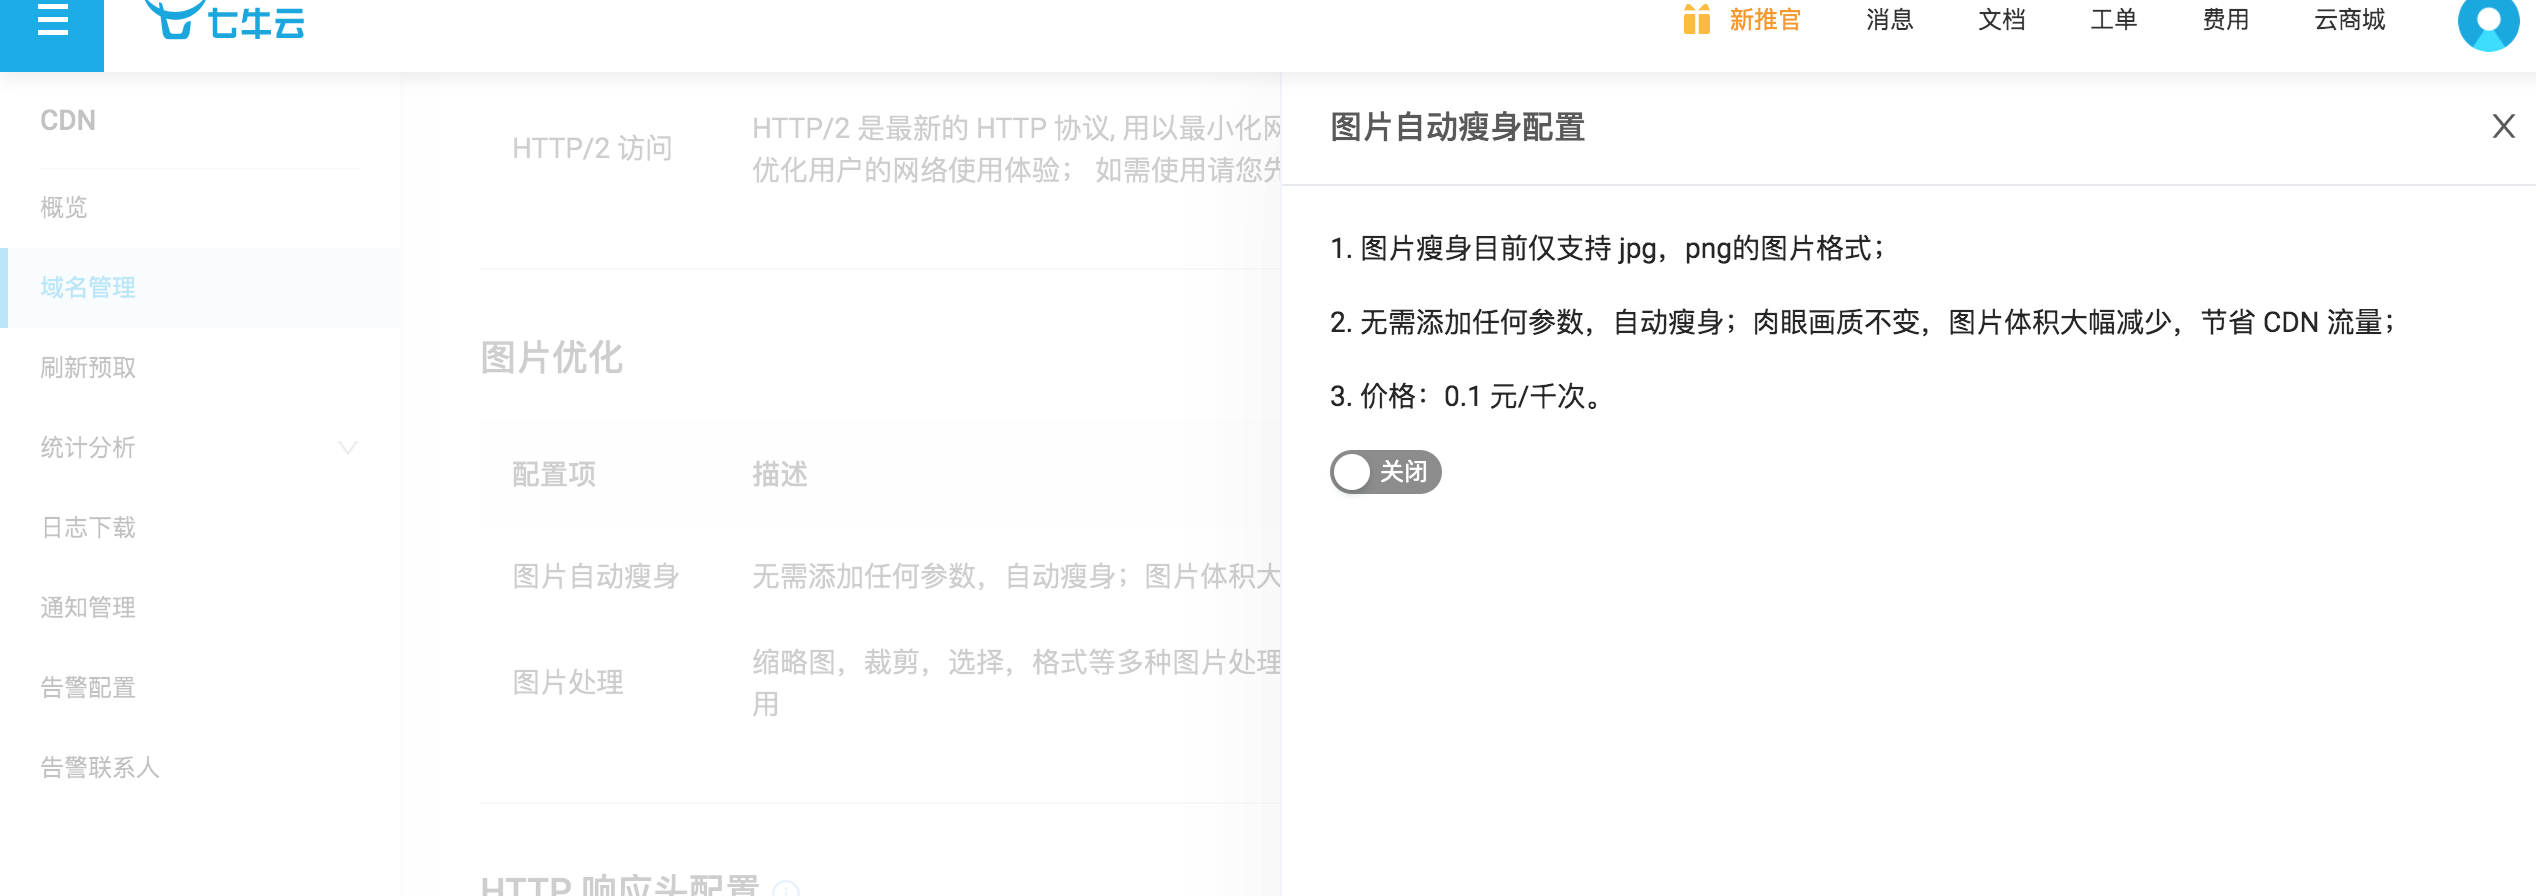 七牛云
新推官
消息
文档
工单
费用
云商城
CDN
概览
域名管理
刷新预取
统计分析
日志下载
通知管理
告警配置
告警联系人
HTTP/2 访问
HTTP/2 是最新的 HTTP 协议, 用以最小化网
优化用户的网络使用体验； 如需使用请您先
图片优化
配置项
描述
图片自动瘦身
无需添加任何参数，自动瘦身；图片体积大
图片处理
缩略图，裁剪，选择，格式等多种图片处理
用
HTTP 响应头配置
图片自动瘦身配置
1. 图片瘦身目前仅支持 jpg，png的图片格式；
2. 无需添加任何参数，自动瘦身；肉眼画质不变，图片体积大幅减少，节省 CDN 流量；
3. 价格：0.1 元/千次。
关闭